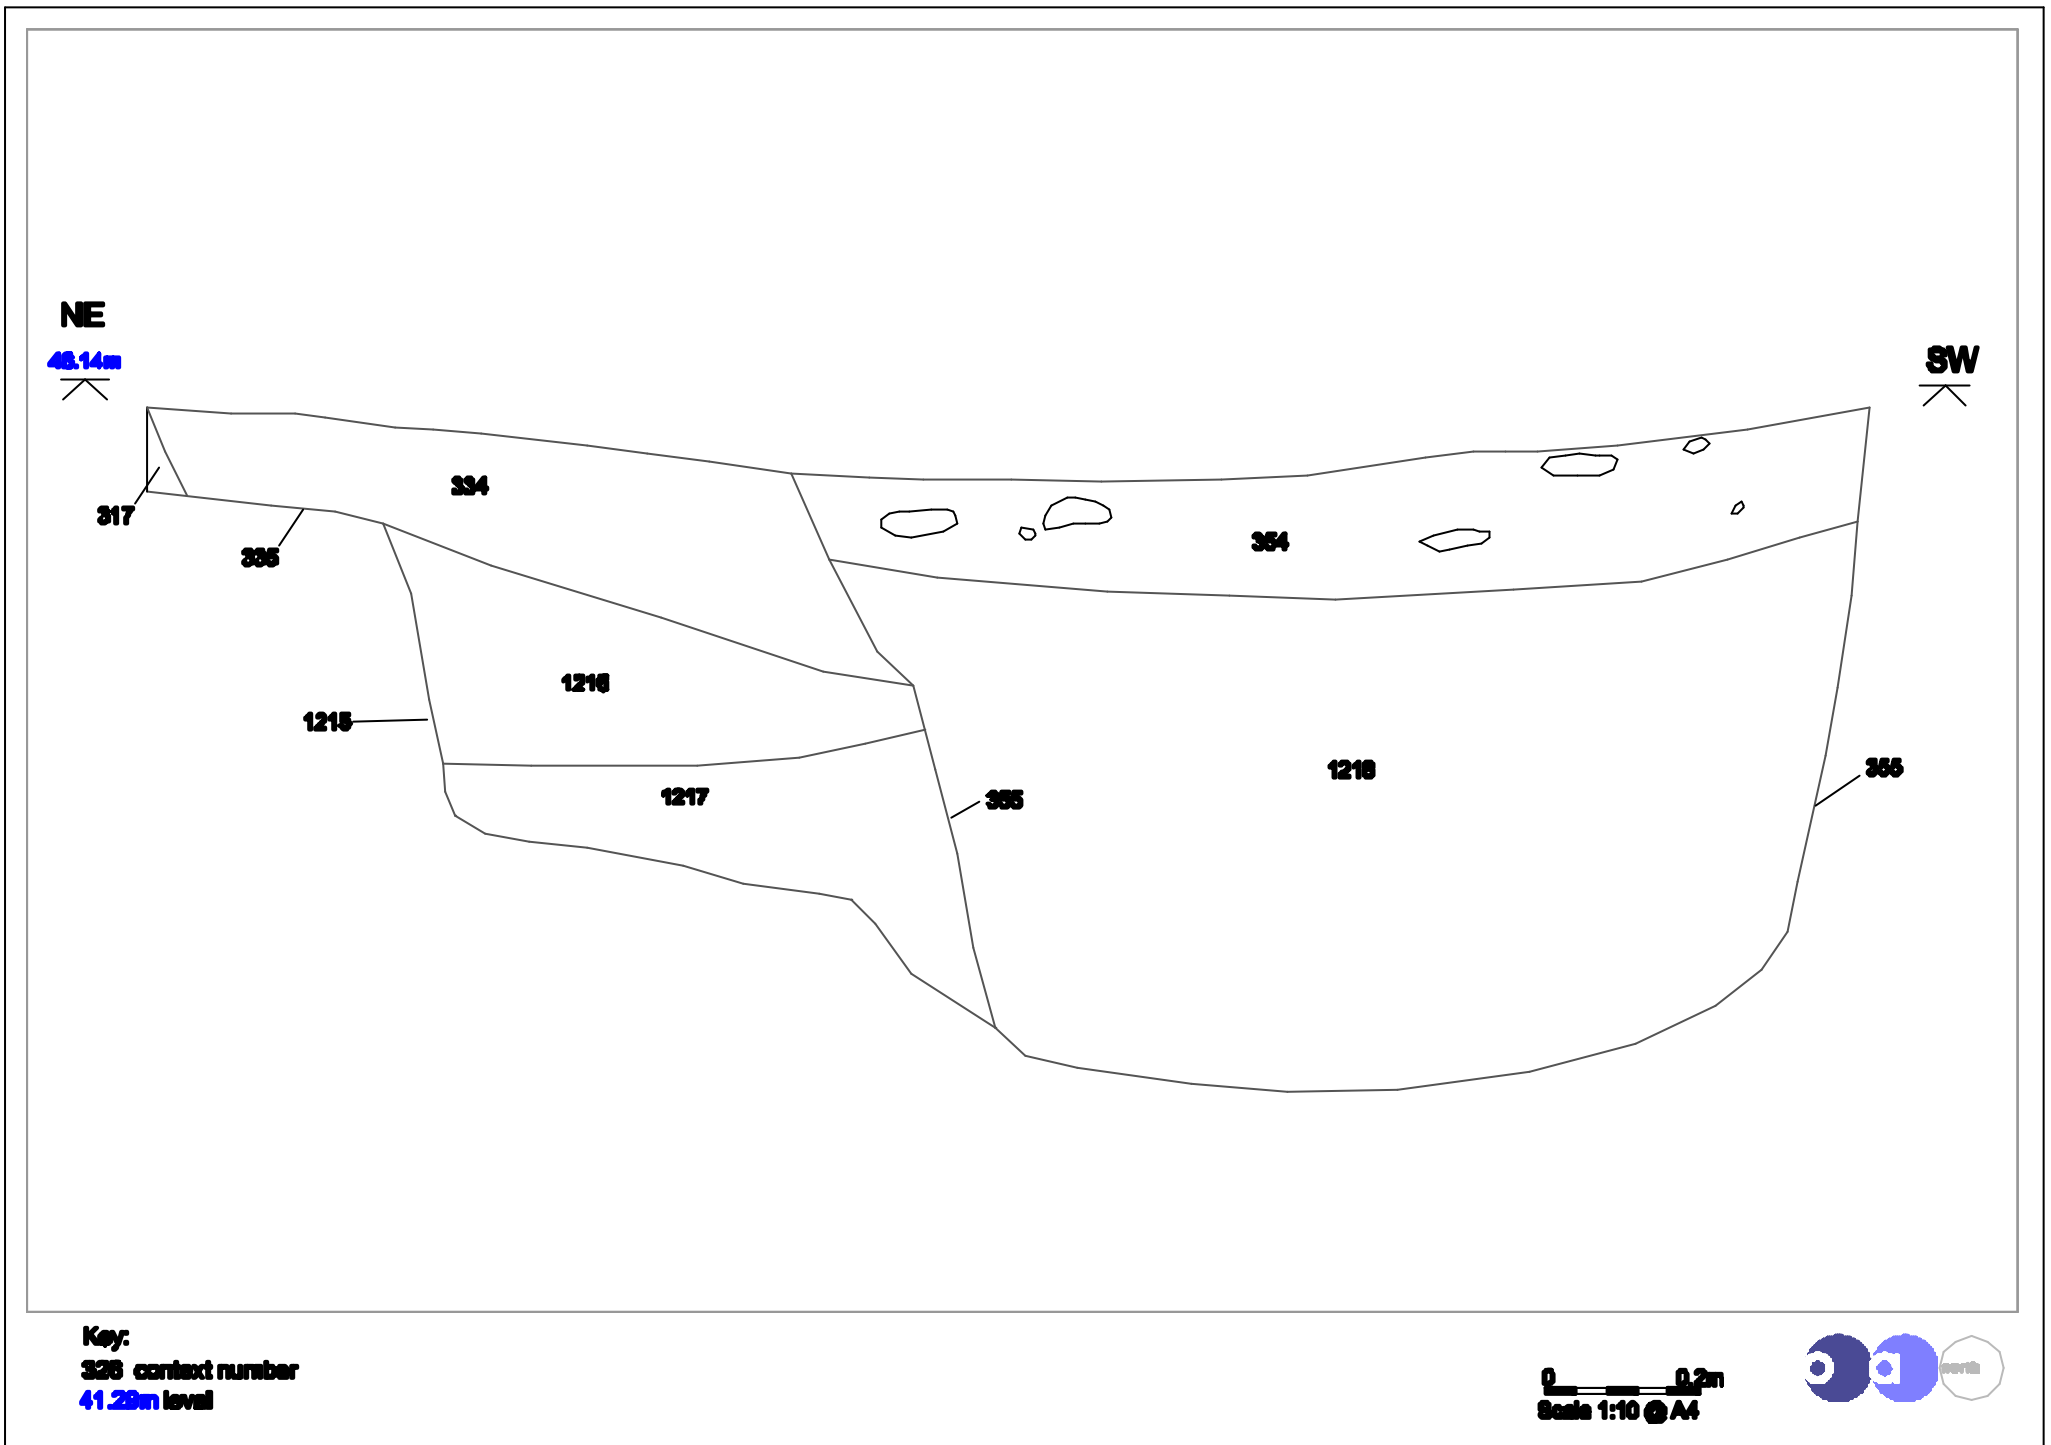 NE
46.14m
SW
334
317
335
354
1216
1215
1217
355
1218
355
Key:
326 context number
41.29m level
0 0.2m
Scale 1:10 @ A4
oa north